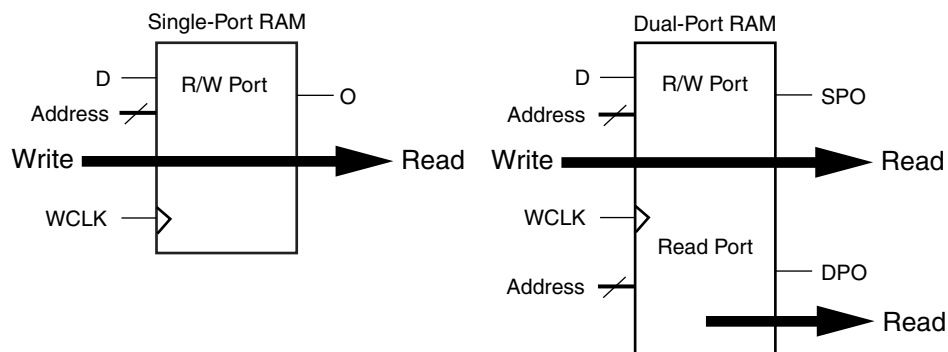 Single-Port RAM
R/W Port
D
O
Address
Write
Read
WCLK
Dual-Port RAM
R/W Port
D
SPO
Address
Write
Read
WCLK
Read Port
DPO
Address
Read